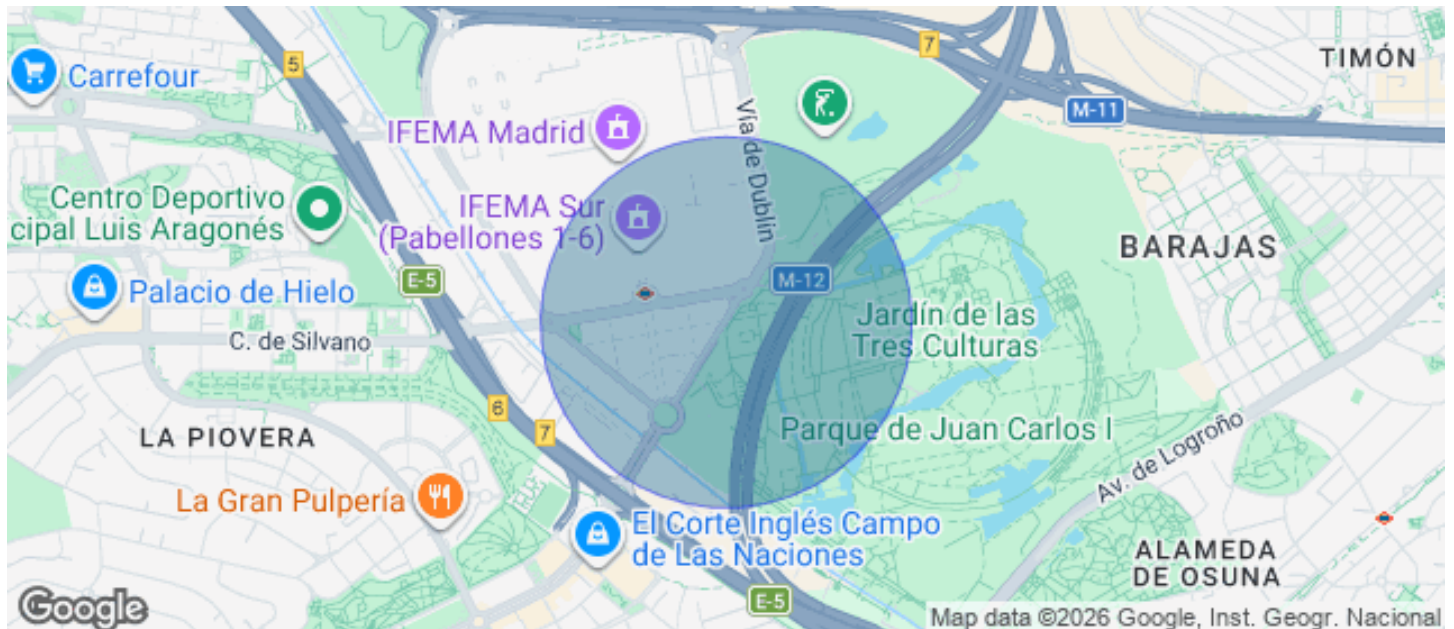 5
7
TIMÓN
Carrefour
M-11
IFEMA Madrid
Vía de Dublín
Centro Deportivo
cipal Luis Aragonés
IFEMA Sur
(Pabellones 1-6)
BARAJAS
E-5
M-12
Palacio de Hielo
Jardín de las
Tres Culturas
C. de Silvano
6
7
LA PIOVERA
Parque de Juan Carlos I
Av. de Logroño
La Gran Pulpería
El Corte Inglés Campo
de Las Naciones
ALAMEDA
DE OSUNA
E-5
Google
Map data ©2026 Google, Inst. Geogr. Nacional